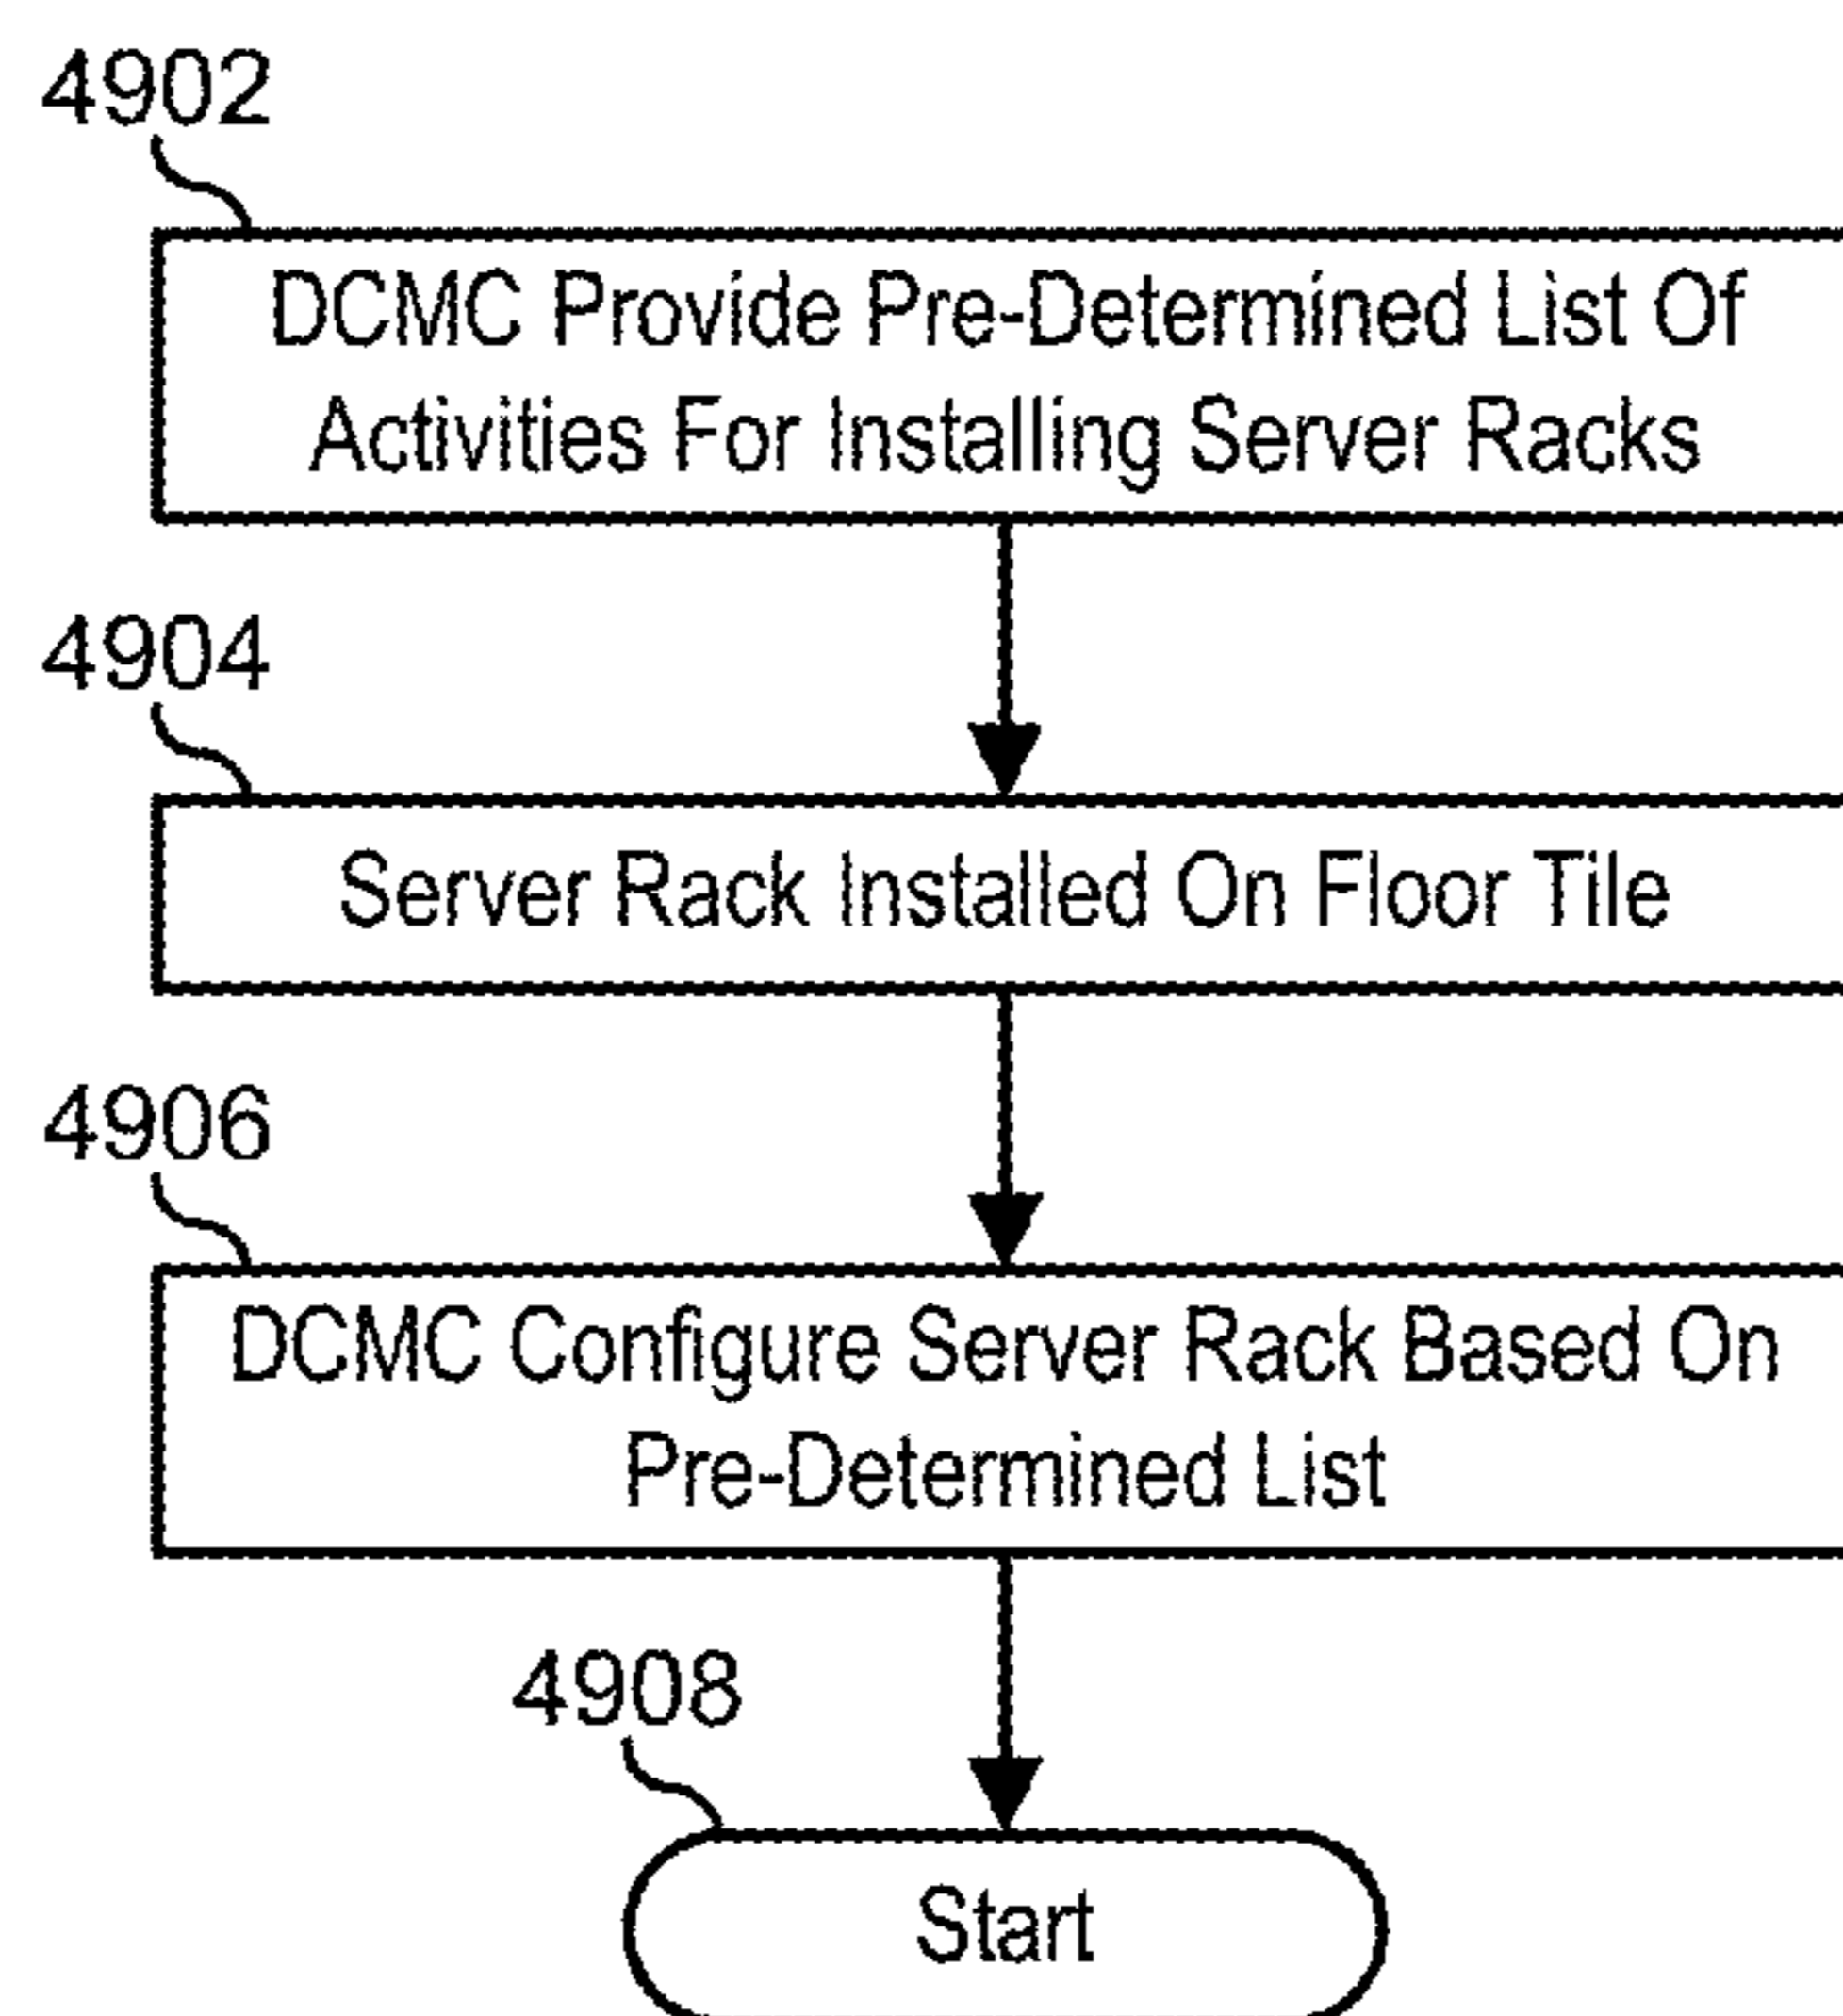 4902
DCMC Provide Pre-Determined List Of
Activities For Installing Server Racks
4904
Server Rack Installed On Floor Tile
4906
DCMC Configure Server Rack Based On
Pre-Determined List
4908
Start